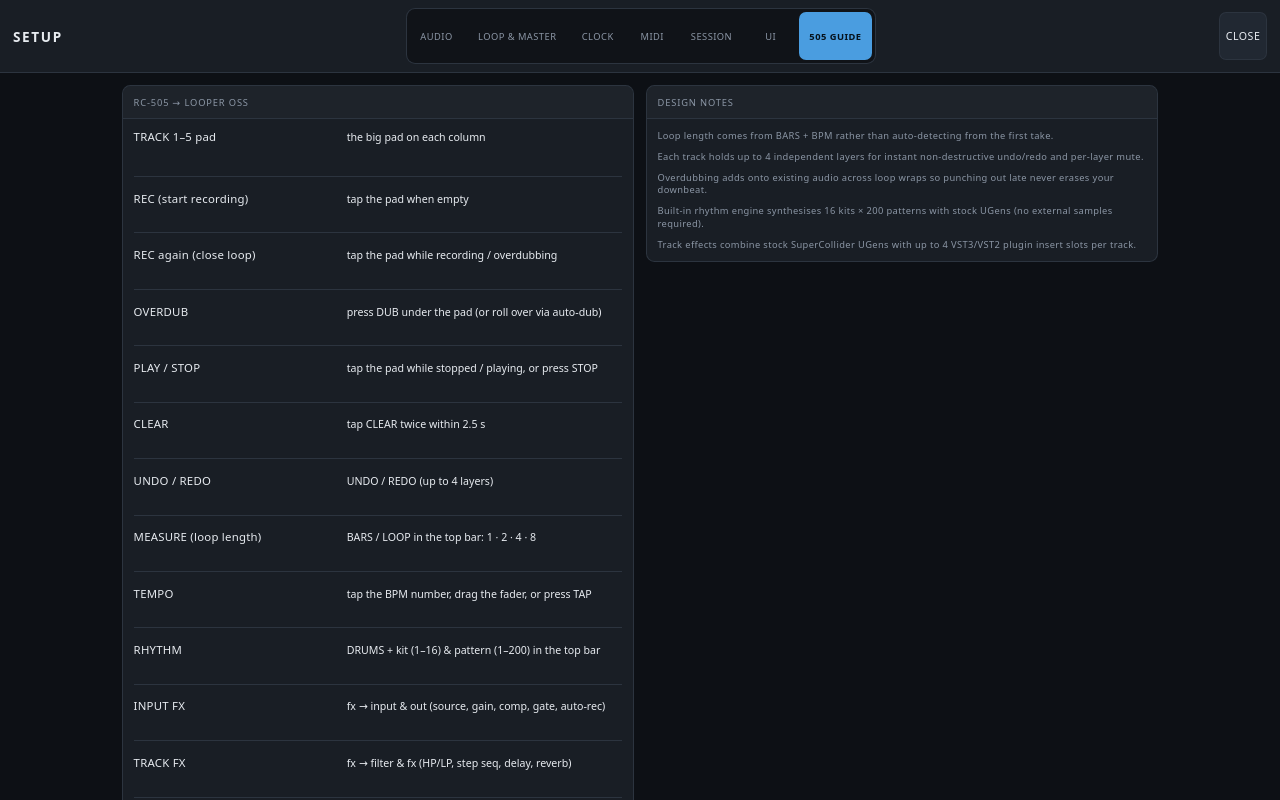 SETUP
AUDIO
LOOP & MASTER
CLOCK
MIDI
SESSION
UI
505 GUIDE
CLOSE
RC-505 → LOOPER OSS
TRACK 1–5 pad
the big pad on each column
REC (start recording)
tap the pad when empty
REC again (close loop)
tap the pad while recording / overdubbing
OVERDUB
press DUB under the pad (or roll over via auto-dub)
PLAY / STOP
tap the pad while stopped / playing, or press STOP
CLEAR
tap CLEAR twice within 2.5 s
UNDO / REDO
UNDO / REDO (up to 4 layers)
MEASURE (loop length)
BARS / LOOP in the top bar: 1 · 2 · 4 · 8
TEMPO
tap the BPM number, drag the fader, or press TAP
RHYTHM
DRUMS + kit (1–16) & pattern (1–200) in the top bar
INPUT FX
fx → input & out (source, gain, comp, gate, auto-rec)
TRACK FX
fx → filter & fx (HP/LP, step seq, delay, reverb)
DESIGN NOTES
Loop length comes from BARS + BPM rather than auto-detecting from the first take.
Each track holds up to 4 independent layers for instant non-destructive undo/redo and per-layer mute.
Overdubbing adds onto existing audio across loop wraps so punching out late never erases your
downbeat.
Built-in rhythm engine synthesises 16 kits × 200 patterns with stock UGens (no external samples
required).
Track effects combine stock SuperCollider UGens with up to 4 VST3/VST2 plugin insert slots per track.